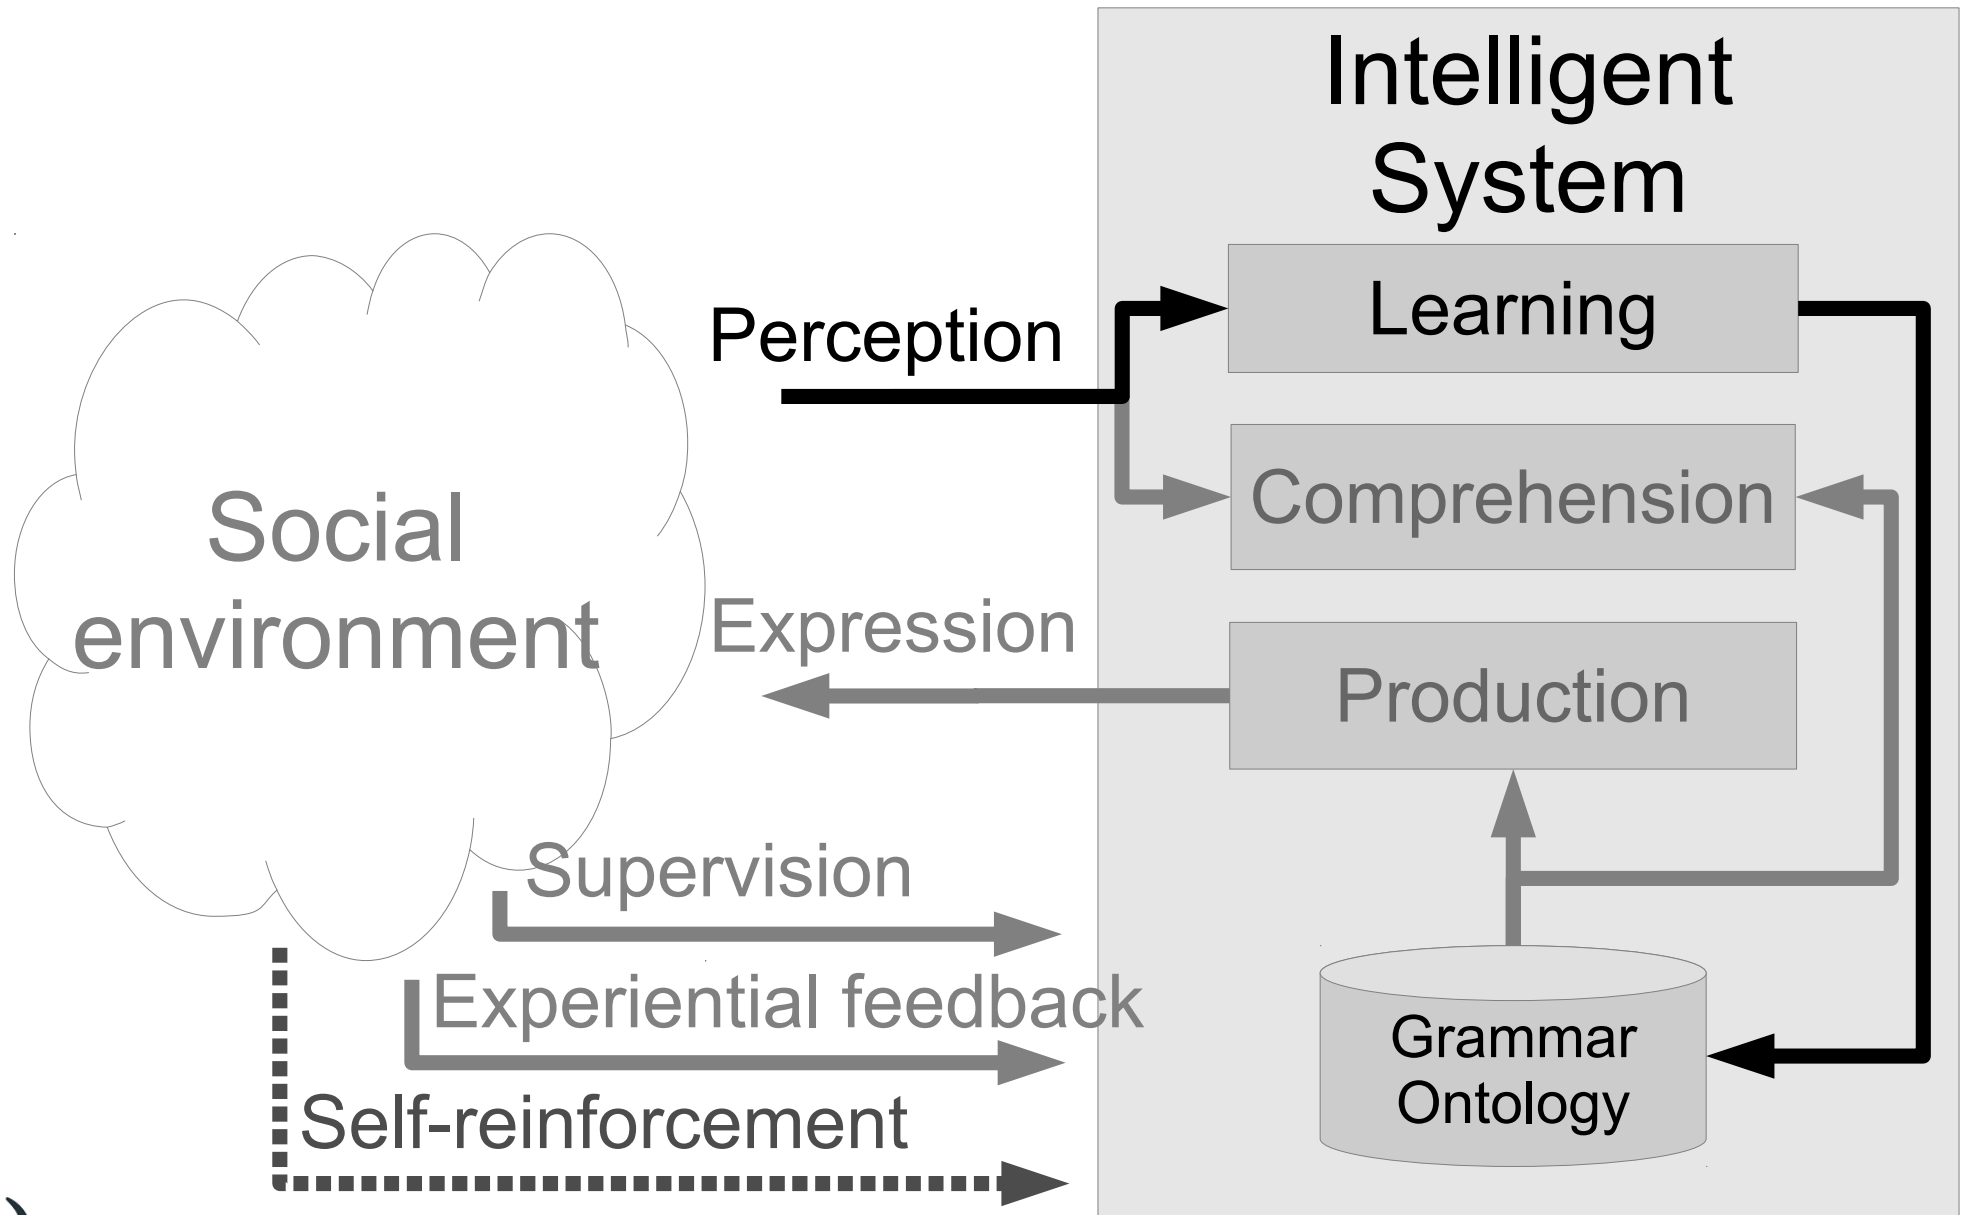 Intelligent
System
Learning
Perception
Comprehension
Social
environment
Expression
Production
Supervision
Experiential feedback
Grammar
Ontology
Self-reinforcement